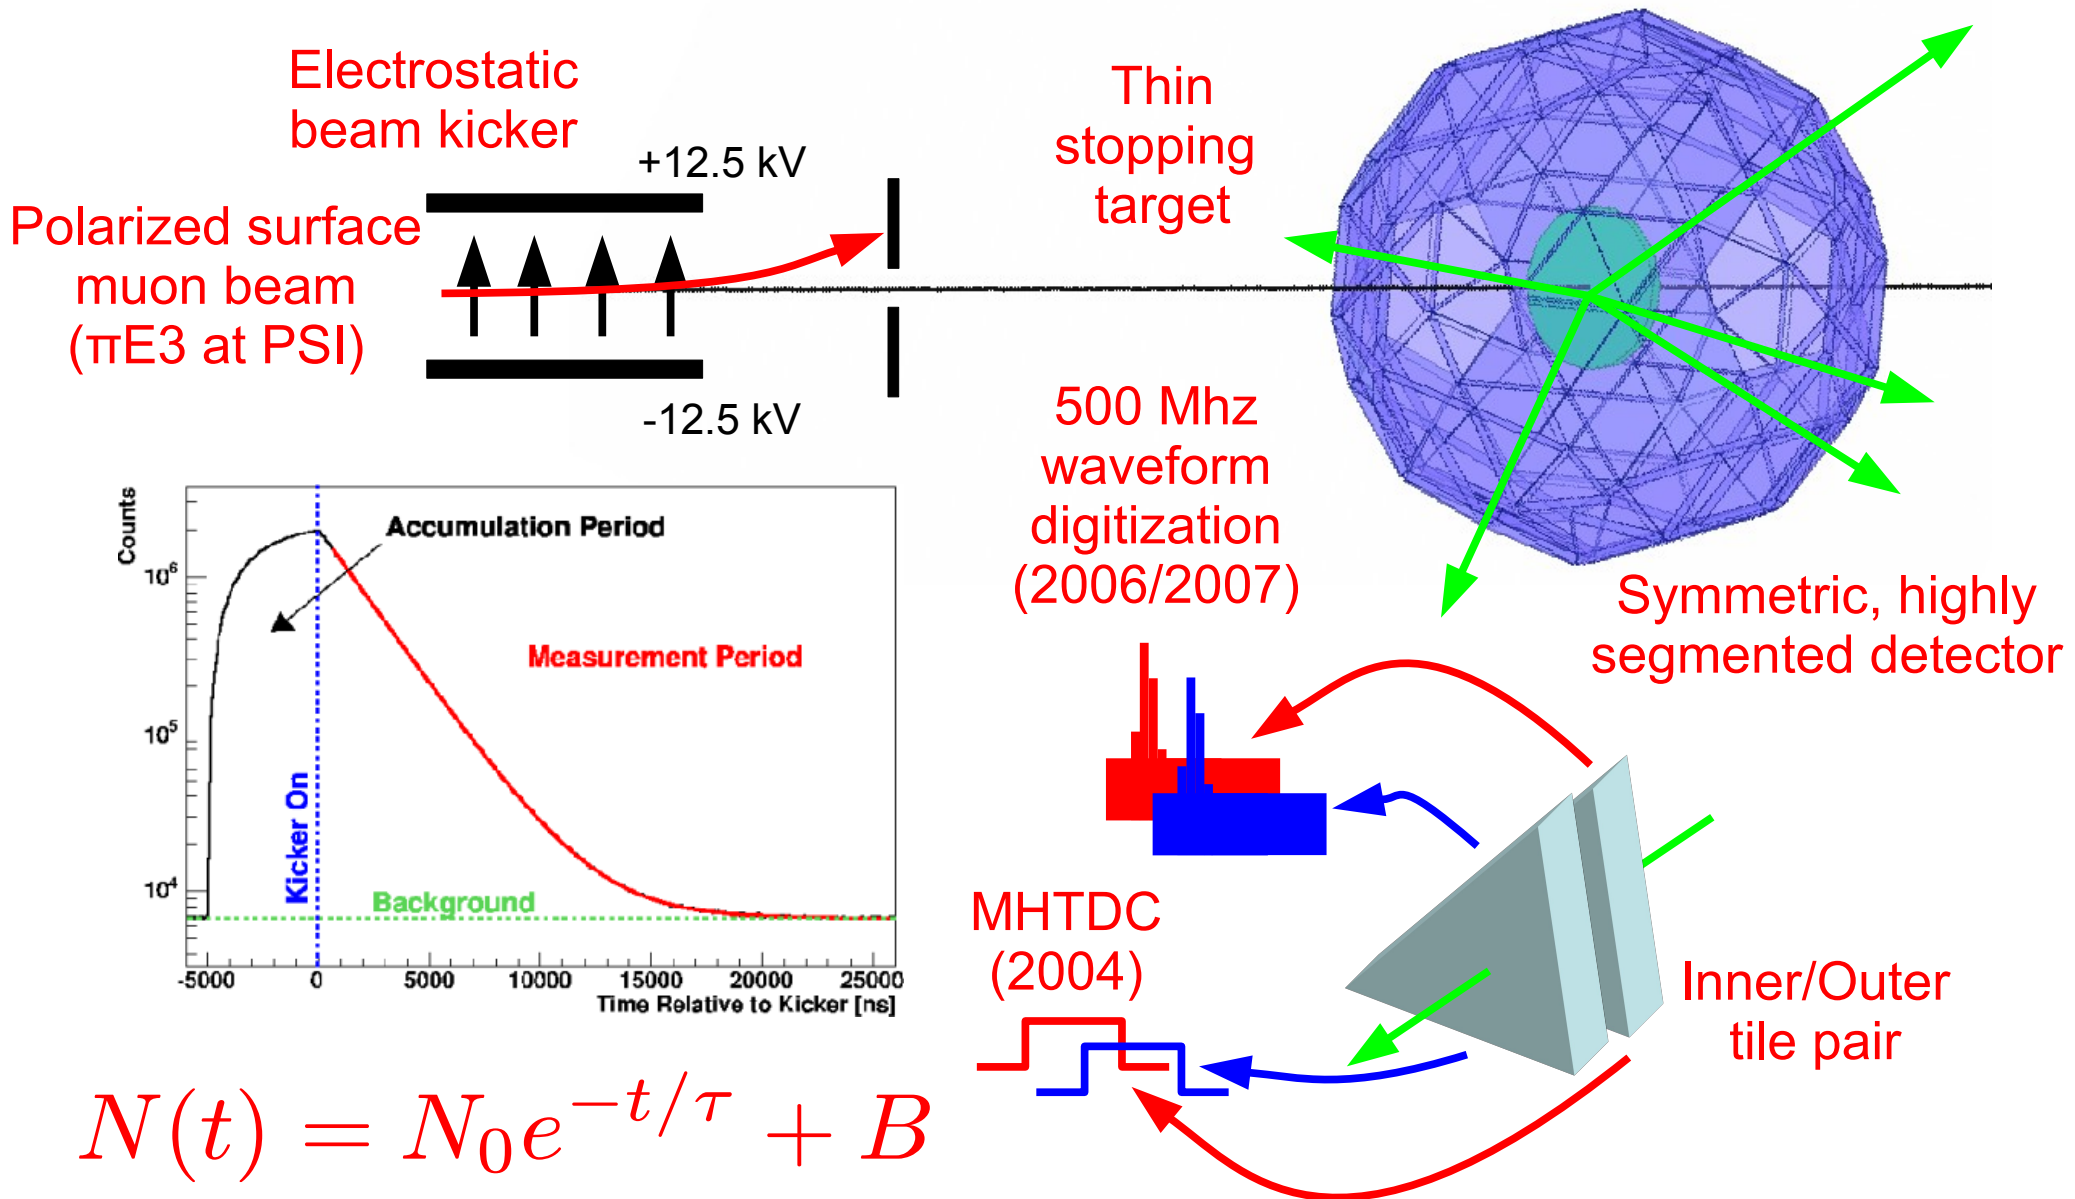 Electrostatic
beam kicker
+12.5 kV
Polarized surface
muon beam
(πE3 at PSI)
-12.5 kV
Thin
stopping
target
500 Mhz
waveform
digitization
(2006/2007)
Symmetric, highly
segmented detector
Counts
10⁶
10⁵
10⁴
Accumulation Period
Measurement Period
Kicker On
Background
-5000 0 5000 10000 15000 20000 25000
Time Relative to Kicker [ns]
MHTDC
(2004)
Inner/Outer
tile pair
N(t) = N₀e^{-t/τ} + B